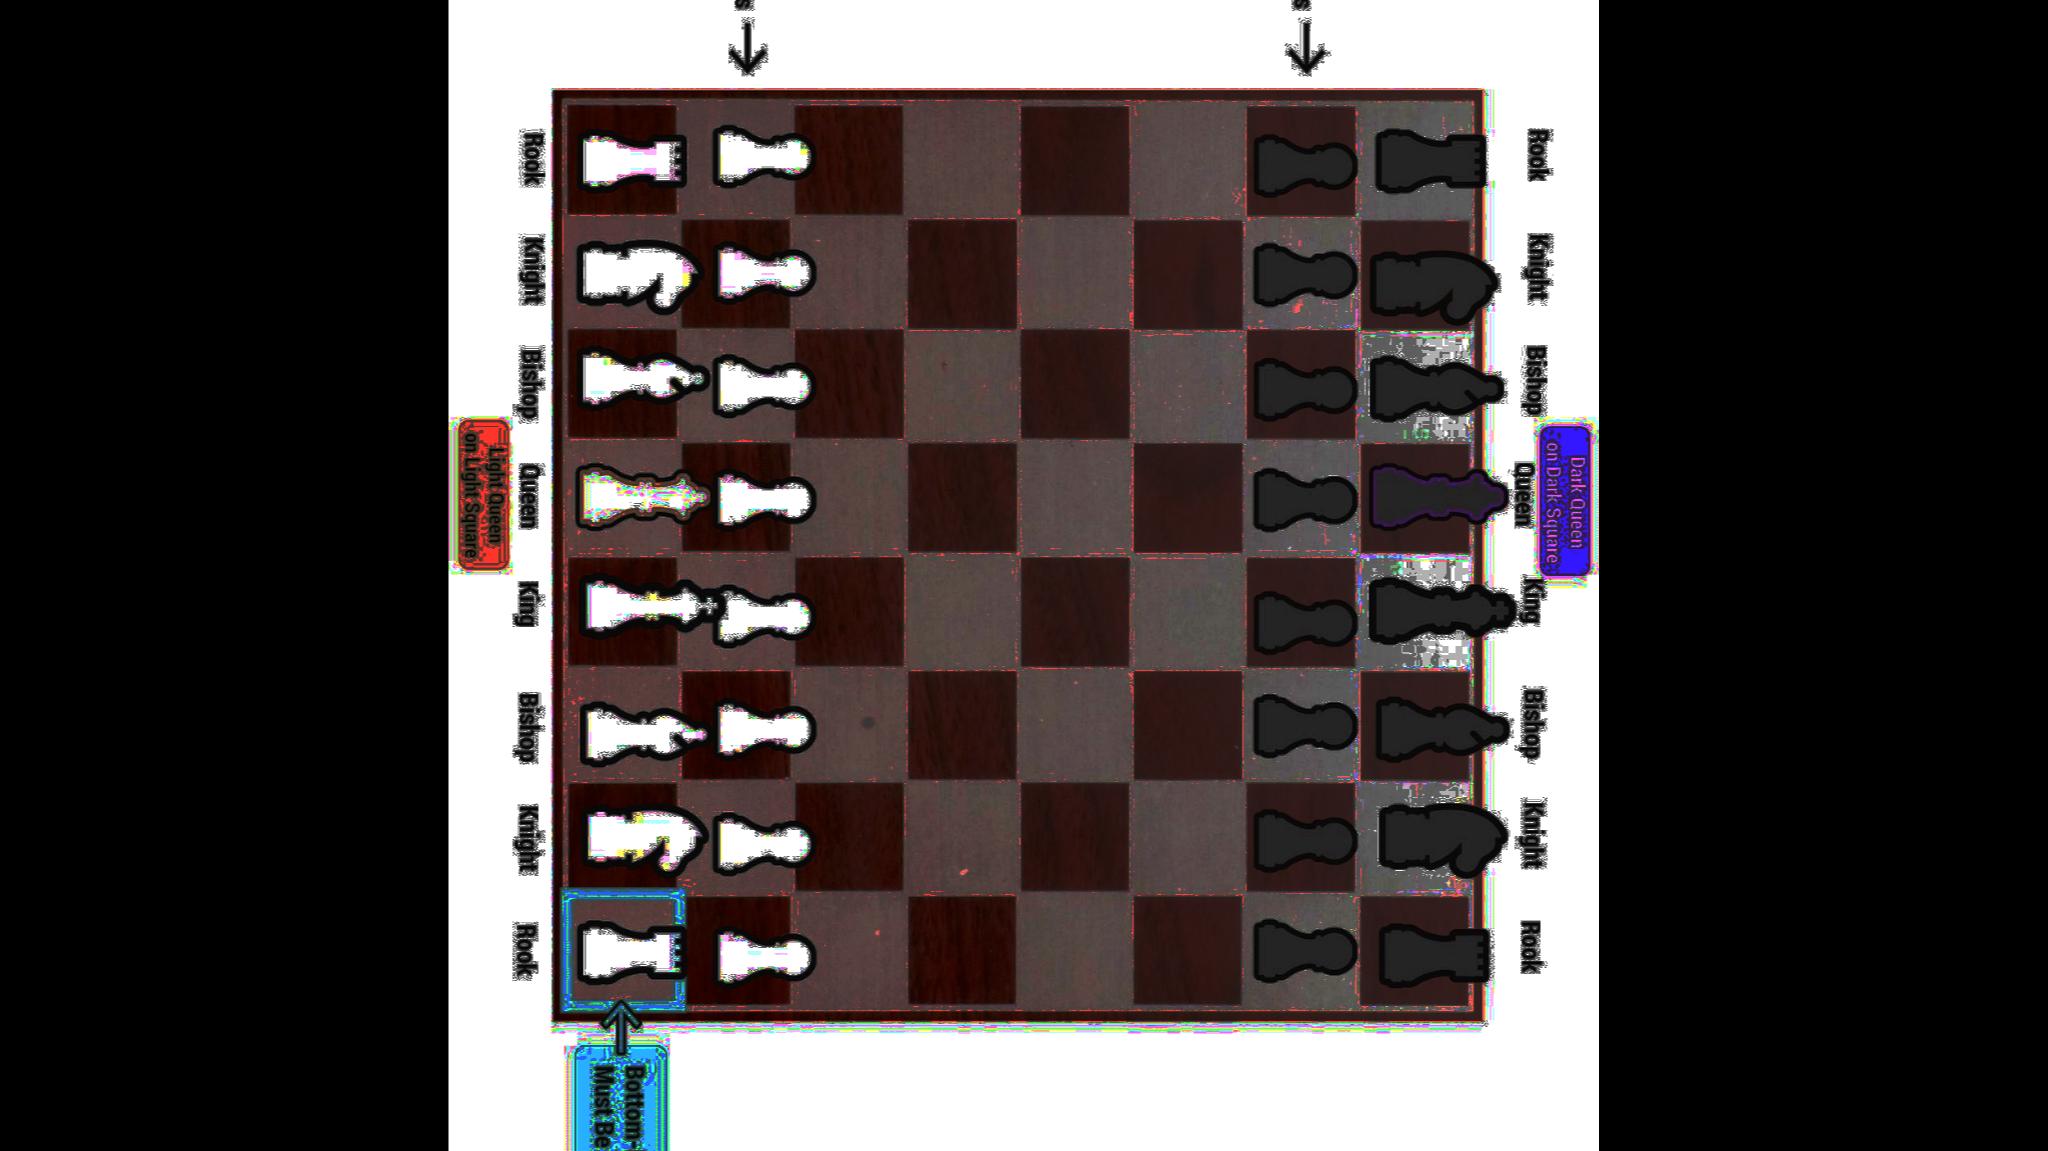 Rook
Knight
Bishop
Queen
King
Bishop
Knight
Rook
Dark Queen
on Dark Square
Rook
Knight
Bishop
Queen
King
Bishop
Knight
Rook
Light Queen
on Light Square
Bottom-
Must Be